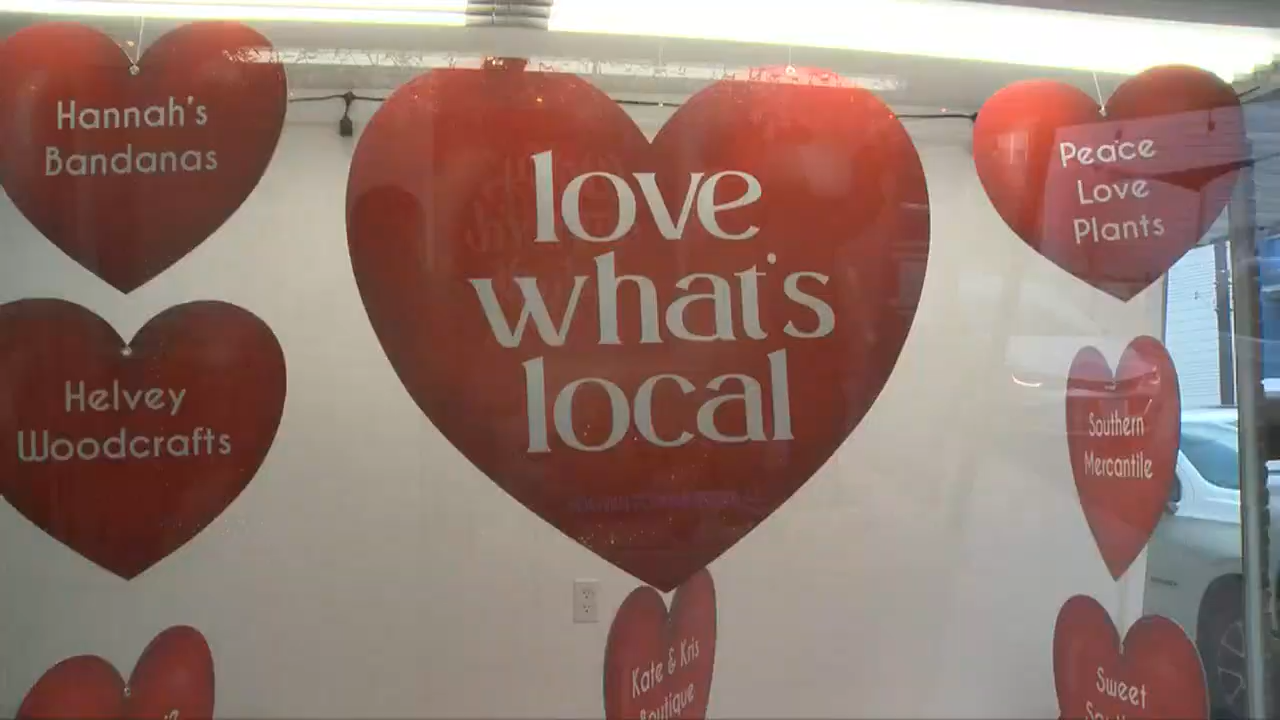 Hannah's
Bandanas
love
what's
local
Peace
Love
Plants
Helvey
Woodcrafts
Southern
Mercantile
Kate & Kris
Boutique
Sweet